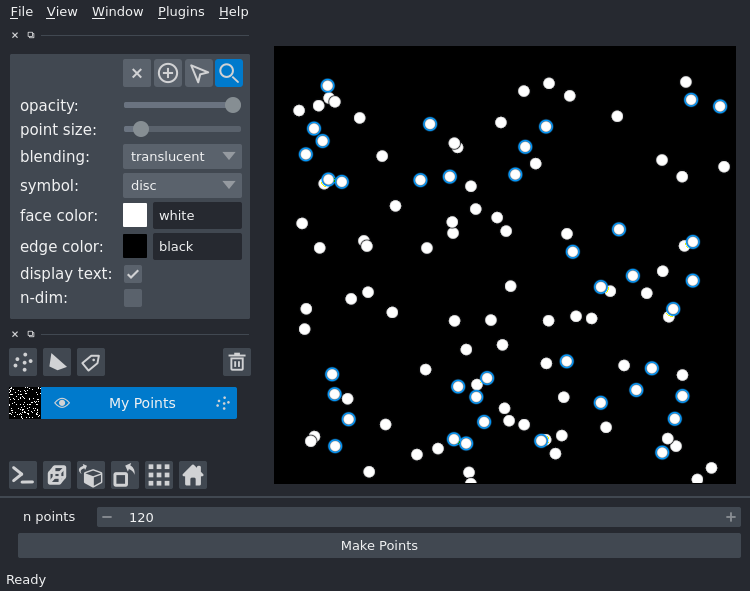 File View Window Plugins Help
opacity:
point size:
blending: translucent
symbol: disc
face color: white
edge color: black
display text:
n-dim:
My Points
n points 120
Make Points
Ready